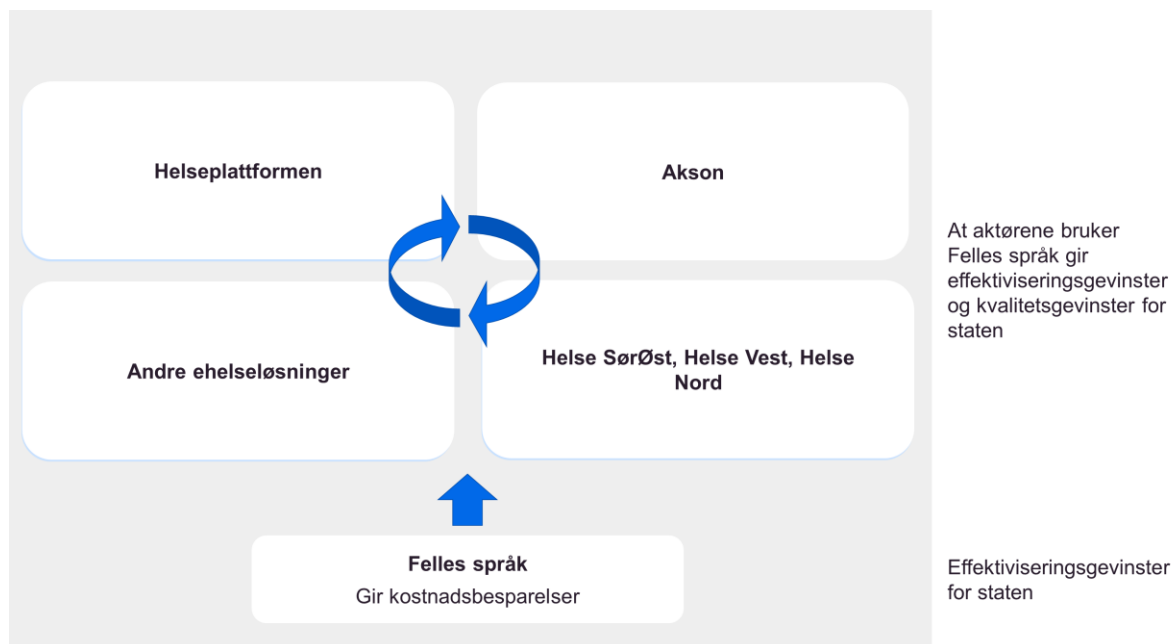 Helseplattformen
Akson
At aktørene bruker
Felles språk gir
effektiviseringsgevinster
og kvalitetsgevinster for
staten
Andre ehelseløsninger
Helse SørØst, Helse Vest, Helse
Nord
Felles språk
Gir kostnadsbesparelser
Effektiviseringsgevinster
for staten